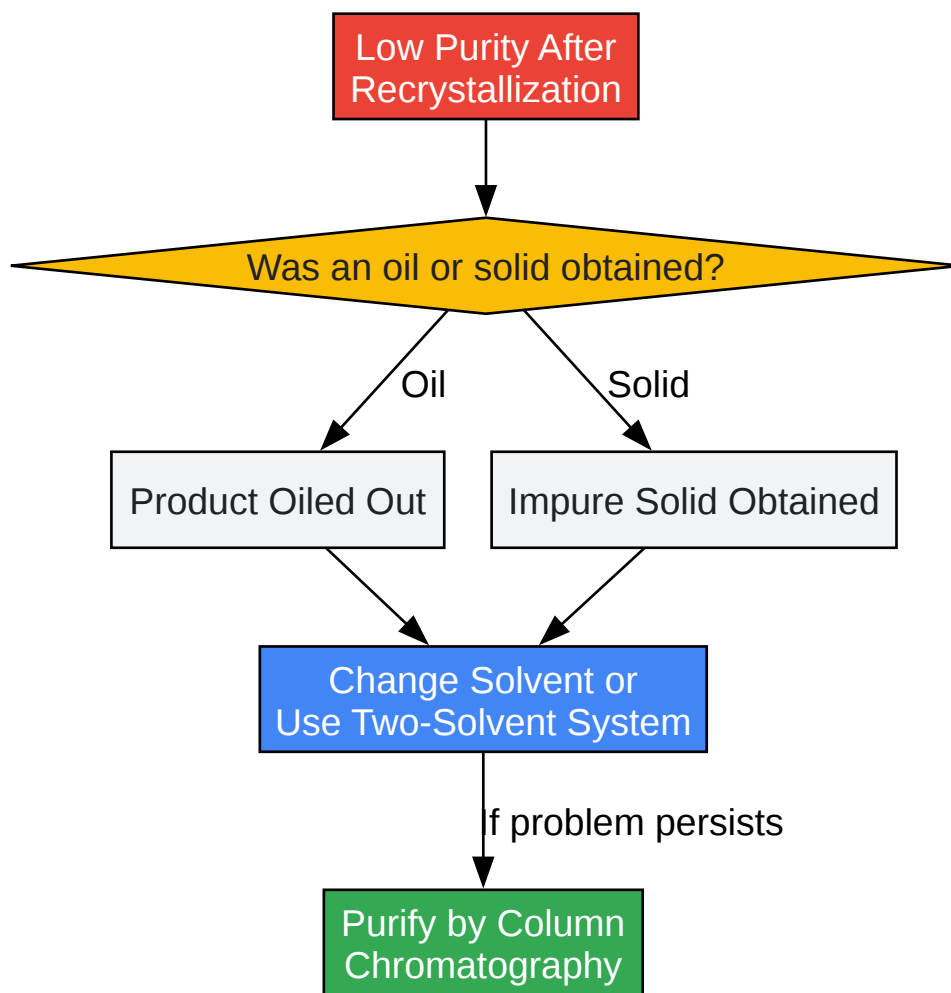 Low Purity After
Recrystallization
Was an oil or solid obtained?
Oil
Solid
Product Oiled Out
Impure Solid Obtained
Change Solvent or
Use Two-Solvent System
If problem persists
Purify by Column
Chromatography